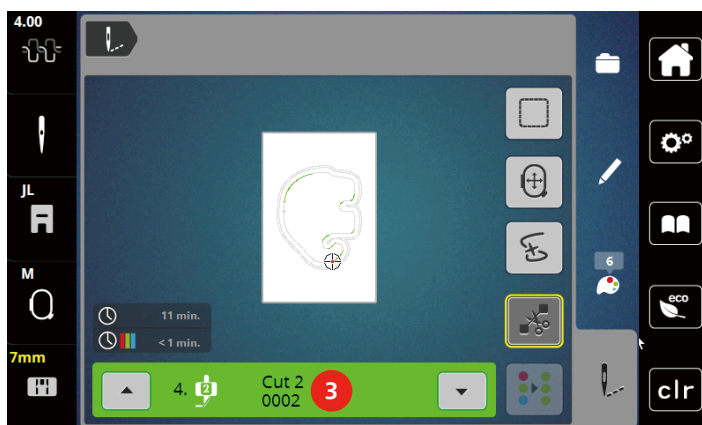 4.00
JL
M
7mm
11 min.
< 1 min.
4.
2
Cut 2
0002
3
6
eco
clr